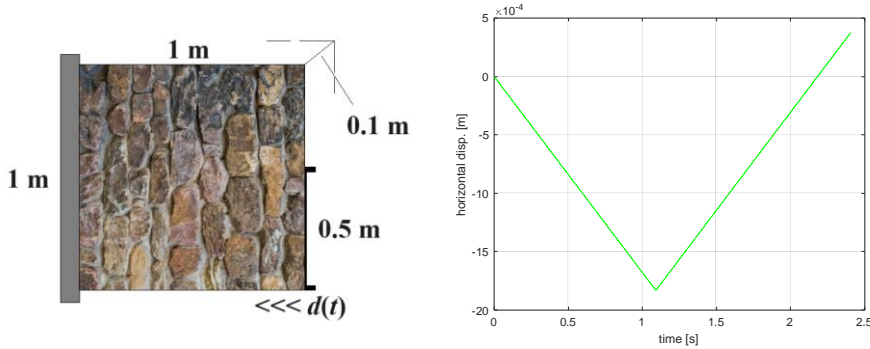 1 m
0.1 m
1 m
0.5 m
<<< d(t)
×10⁻⁴
5
0
-5
-10
-15
-20
0
0.5
1
1.5
2
2.5
horizontal disp. [m]
time [s]